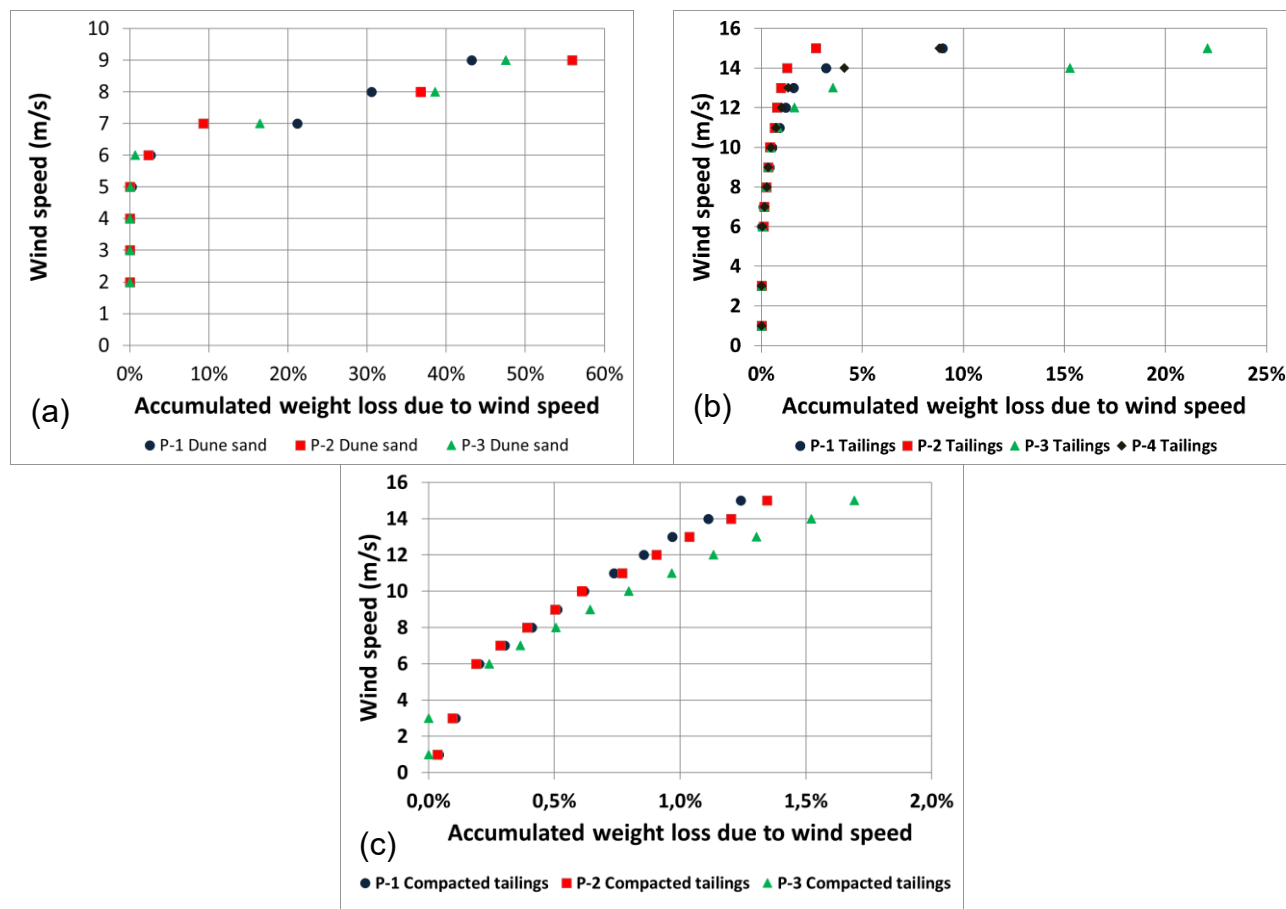 10
9
8
7
6
5
4
3
2
1
0
Wind speed (m/s)
0% 10% 20% 30% 40% 50% 60%
(a)
Accumulated weight loss due to wind speed
P-1 Dune sand P-2 Dune sand P-3 Dune sand
16
14
12
10
8
6
4
2
0
Wind speed (m/s)
0% 5% 10% 15% 20% 25%
(b)
Accumulated weight loss due to wind speed
P-1 Tailings P-2 Tailings P-3 Tailings P-4 Tailings
16
14
12
10
8
6
4
2
0
Wind speed (m/s)
0,0% 0,5% 1,0% 1,5% 2,0%
Accumulated weight loss due to wind speed
(c)
P-1 Compacted tailings P-2 Compacted tailings P-3 Compacted tailings